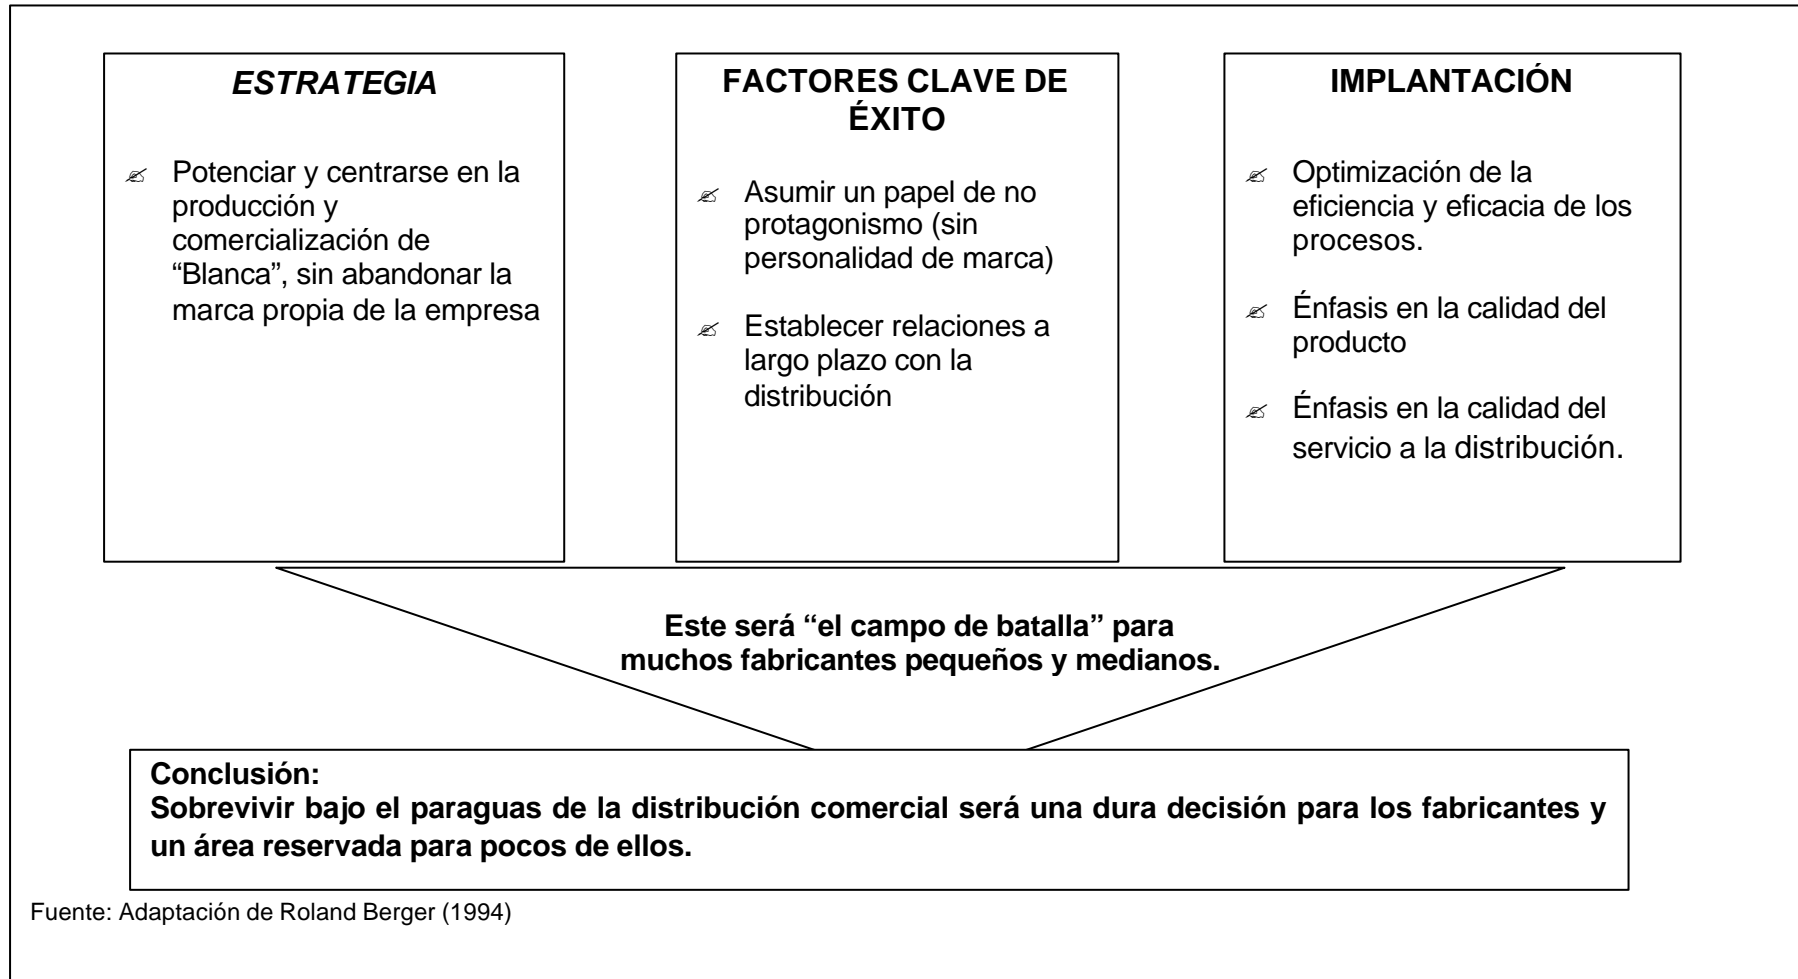 ESTRATEGIA
Potenciar y centrarse en la
producción y
comercialización de
“Blanca”, sin abandonar la
marca propia de la empresa
FACTORES CLAVE DE
ÉXITO
Asumir un papel de no
protagonismo (sin
personalidad de marca)
Establecer relaciones a
largo plazo con la
distribución
IMPLANTACIÓN
Optimización de la
eficiencia y eficacia de los
procesos.
Énfasis en la calidad del
producto
Énfasis en la calidad del
servicio a la distribución.
Este será “el campo de batalla” para
muchos fabricantes pequeños y medianos.
Conclusión:
Sobrevivir bajo el paraguas de la distribución comercial será una dura decisión para los fabricantes y
un área reservada para pocos de ellos.
Fuente: Adaptación de Roland Berger (1994)